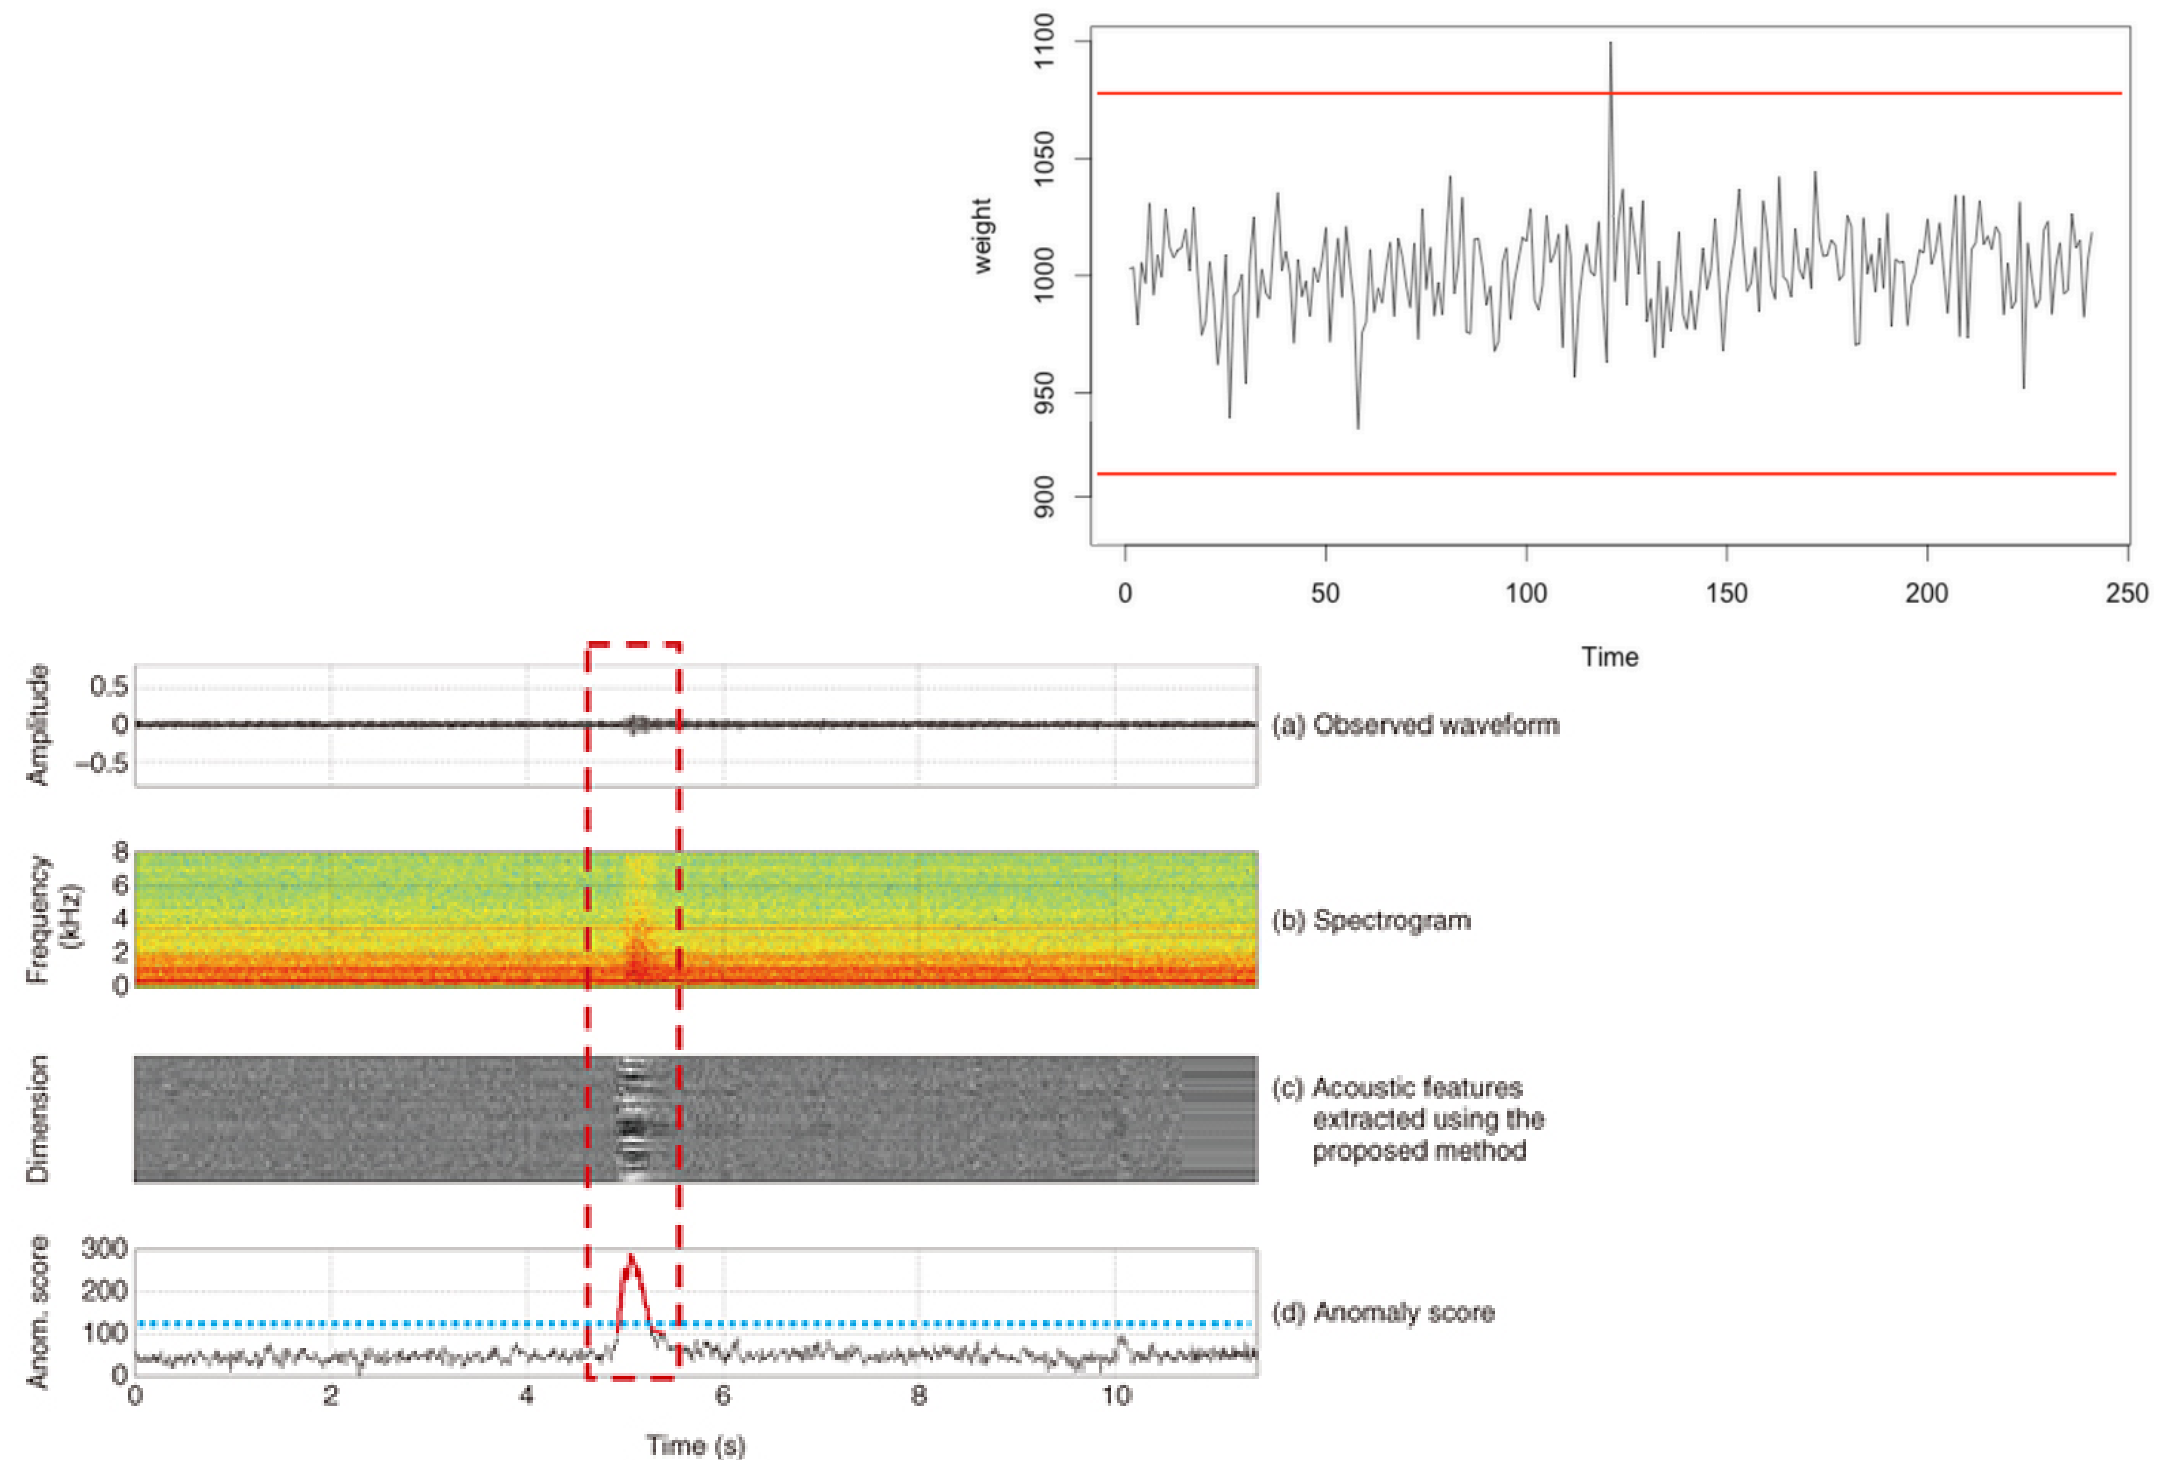 1100
1050
1000
950
900
weight
0 50 100 150 200 250
Time
Amplitude
0.5
0
−0.5
(a) Observed waveform
Frequency
(kHz)
8
6
4
2
0
(b) Spectrogram
Dimension
(c) Acoustic features
extracted using the
proposed method
Anom. score
300
200
100
0
(d) Anomaly score
0 2 4 6 8 10
Time (s)